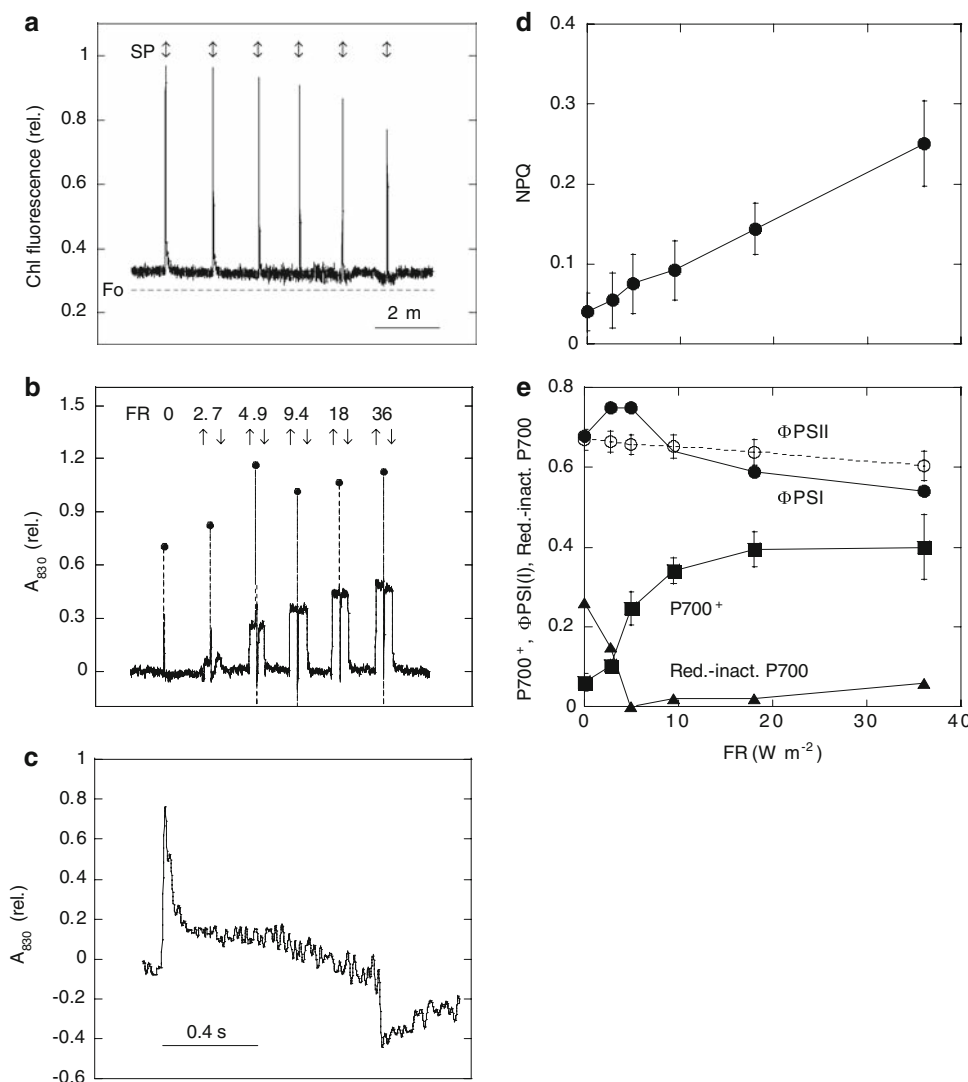 a
SP
1
0.8
0.6
0.4
0.2
Chl fluorescence (rel.)
Fo
2 m
b
FR 0 2.7 4.9 9.4 18 36
1.5
1.2
0.9
0.6
0.3
0
A830 (rel.)
c
1
0.8
0.6
0.4
0.2
0
-0.2
-0.4
-0.6
A830 (rel.)
0.4 s
d
0.4
0.3
0.2
0.1
0
NPQ
e
0.8
0.6
0.4
0.2
0
P700+, ΦPSI(I), Red.-inact. P700
ΦPSII
ΦPSI
P700+
Red.-inact. P700
0 10 20 30 40
FR (W m-2)